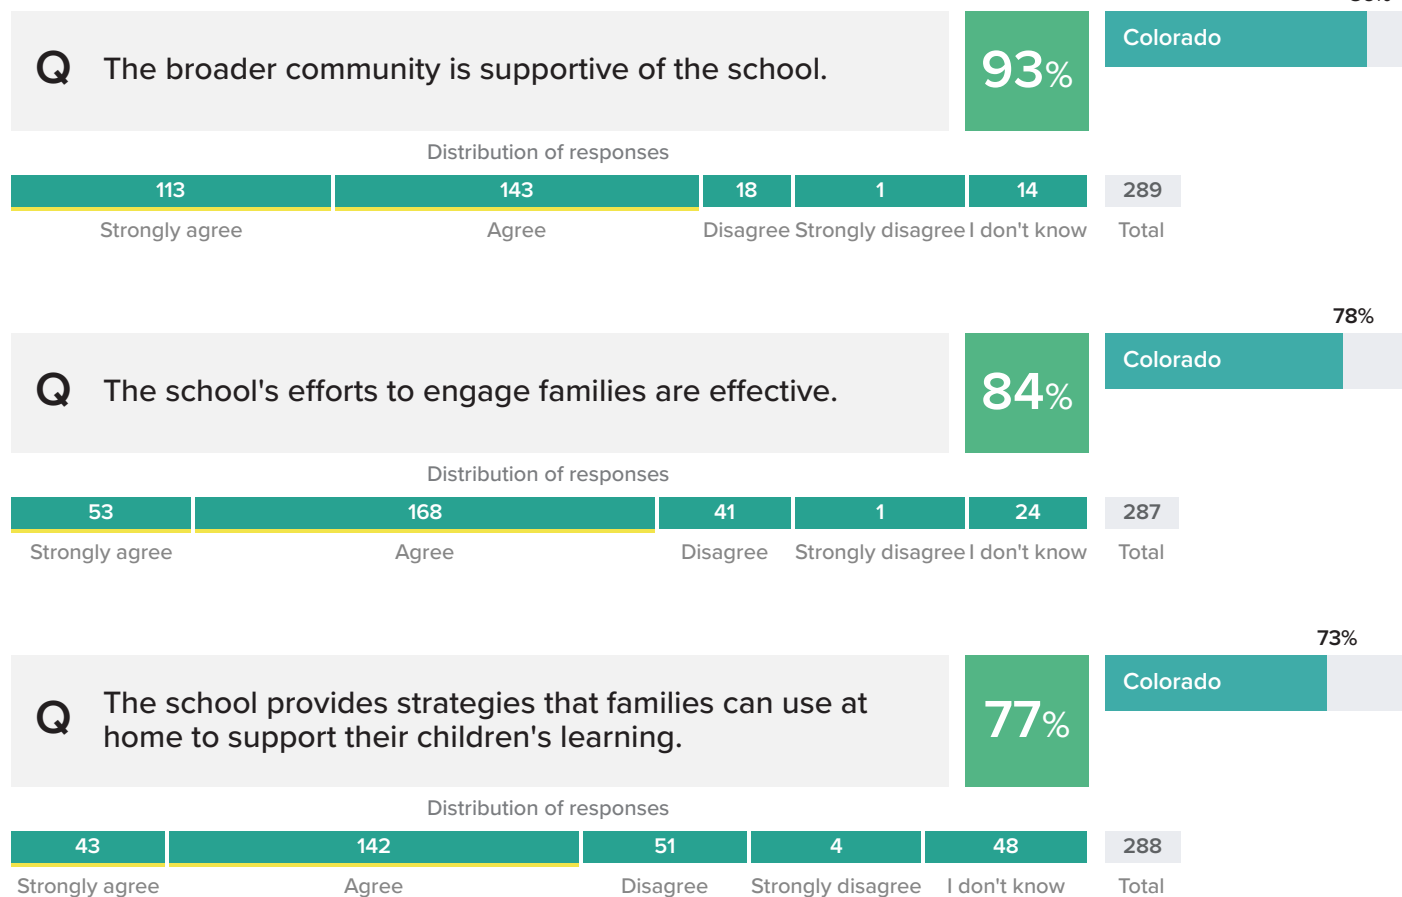 Q The broader community is supportive of the school. 93% Colorado
Distribution of responses
113 143 18 1 14 289
Strongly agree Agree Disagree Strongly disagree I don't know Total
78%
Q The school's efforts to engage families are effective. 84% Colorado
Distribution of responses
53 168 41 1 24 287
Strongly agree Agree Disagree Strongly disagree I don't know Total
73%
Colorado
Q The school provides strategies that families can use at
home to support their children's learning. 77%
Distribution of responses
43 142 51 4 48 288
Strongly agree Agree Disagree Strongly disagree I don't know Total